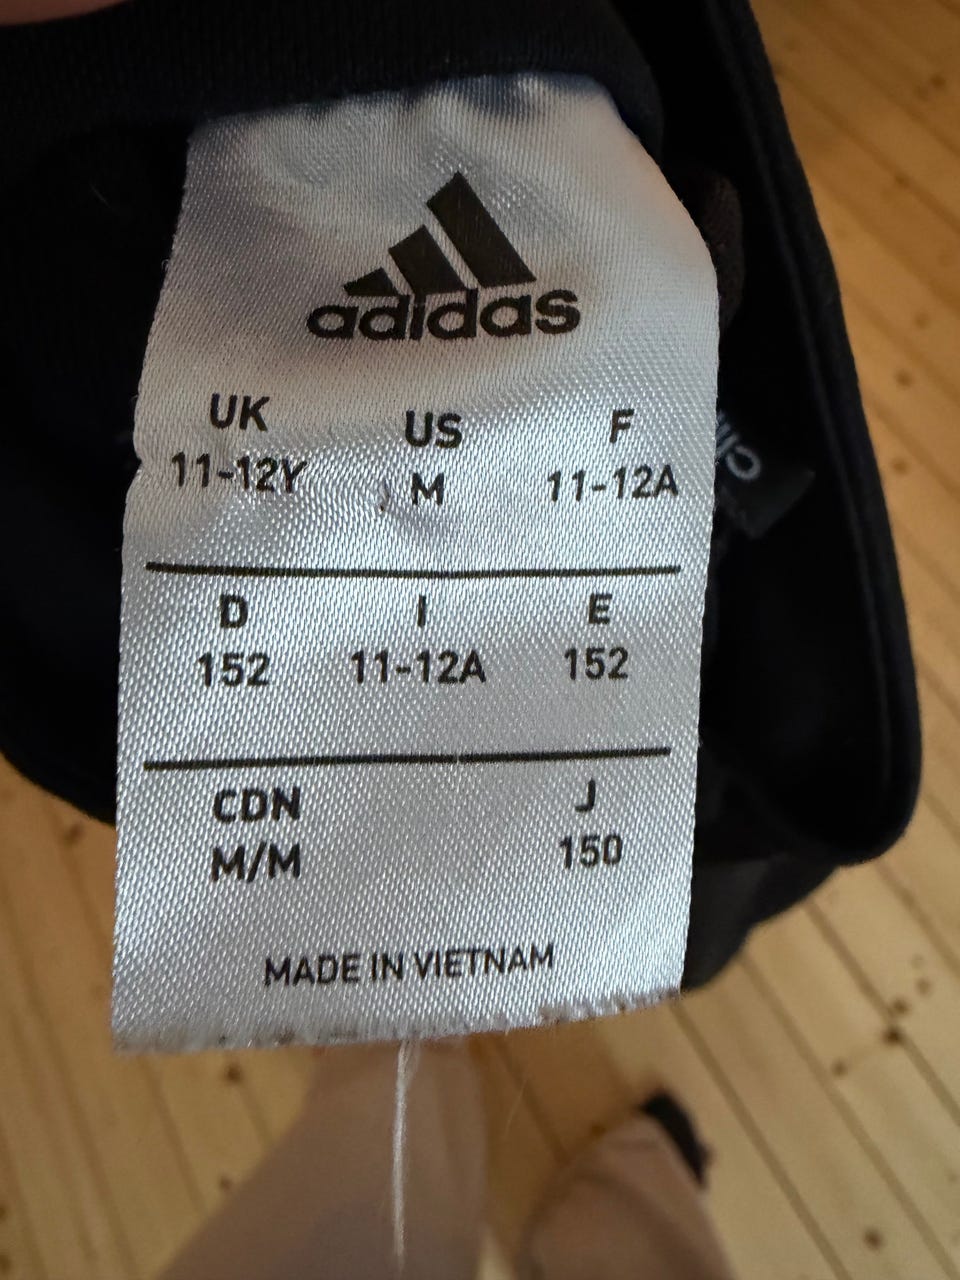 adidas
UK US F
11-12Y M 11-12A
D I E
152 11-12A 152
CDN J
M/M 150
MADE IN VIETNAM